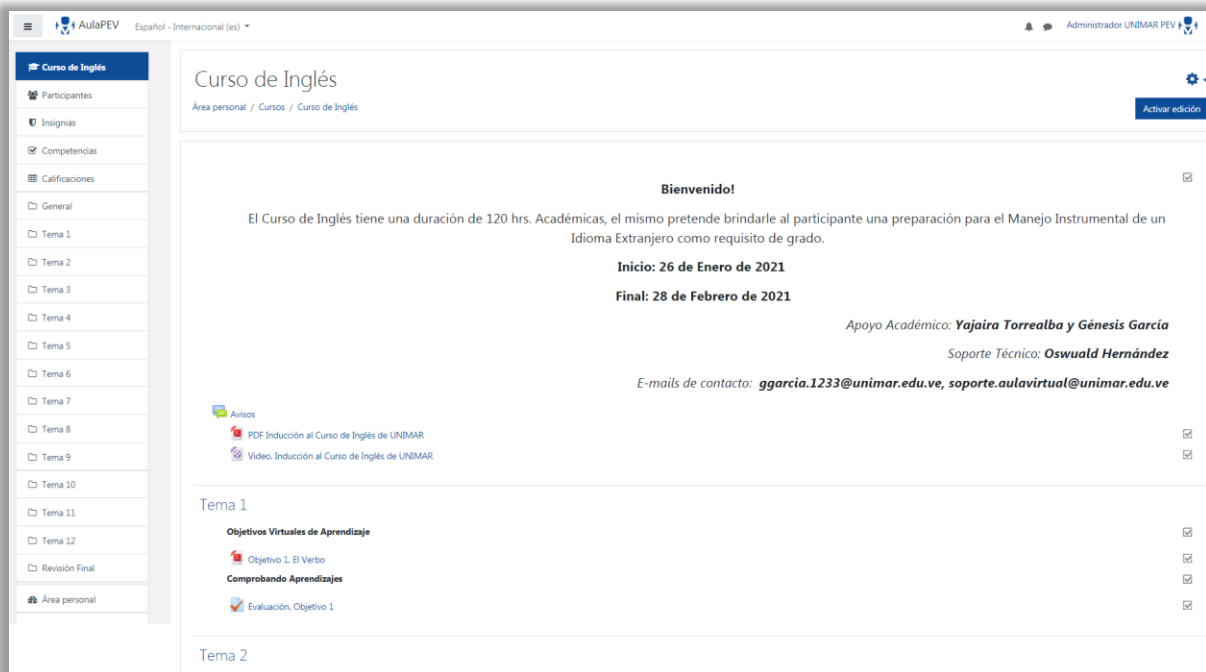 AulaPEV
Español - Internacional (es)
Administrador UNIMAR PEV
Curso de Inglés
Participantes
Insignias
Competencias
Calificaciones
General
Tema 1
Tema 2
Tema 3
Tema 4
Tema 5
Tema 6
Tema 7
Tema 8
Tema 9
Tema 10
Tema 11
Tema 12
Revisión Final
Área personal
Curso de Inglés
Área personal / Cursos / Curso de Inglés
Activar edición
Bienvenido!
El Curso de Inglés tiene una duración de 120 hrs. Académicas, el mismo pretende brindarle al participante una preparación para el Manejo Instrumental de un
Idioma Extranjero como requisito de grado.
Inicio: 26 de Enero de 2021
Final: 28 de Febrero de 2021
Apoyo Académico: Yajaira Torrealba y Génesis García
Soporte Técnico: Oswuald Hernández
E-mails de contacto: ggarcia.1233@unimar.edu.ve, soporte.aulavirtual@unimar.edu.ve
Avisos
PDF Inducción al Curso de Inglés de UNIMAR
Video. Inducción al Curso de Inglés de UNIMAR
Tema 1
Objetivos Virtuales de Aprendizaje
Objetivo 1. El Verbo
Comprobando Aprendizajes
Evaluación. Objetivo 1
Tema 2